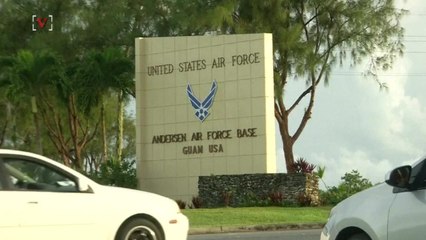 UNITED STATES AIR FORCE
ANDERSEN AIR FORCE BASE
GUAM USA